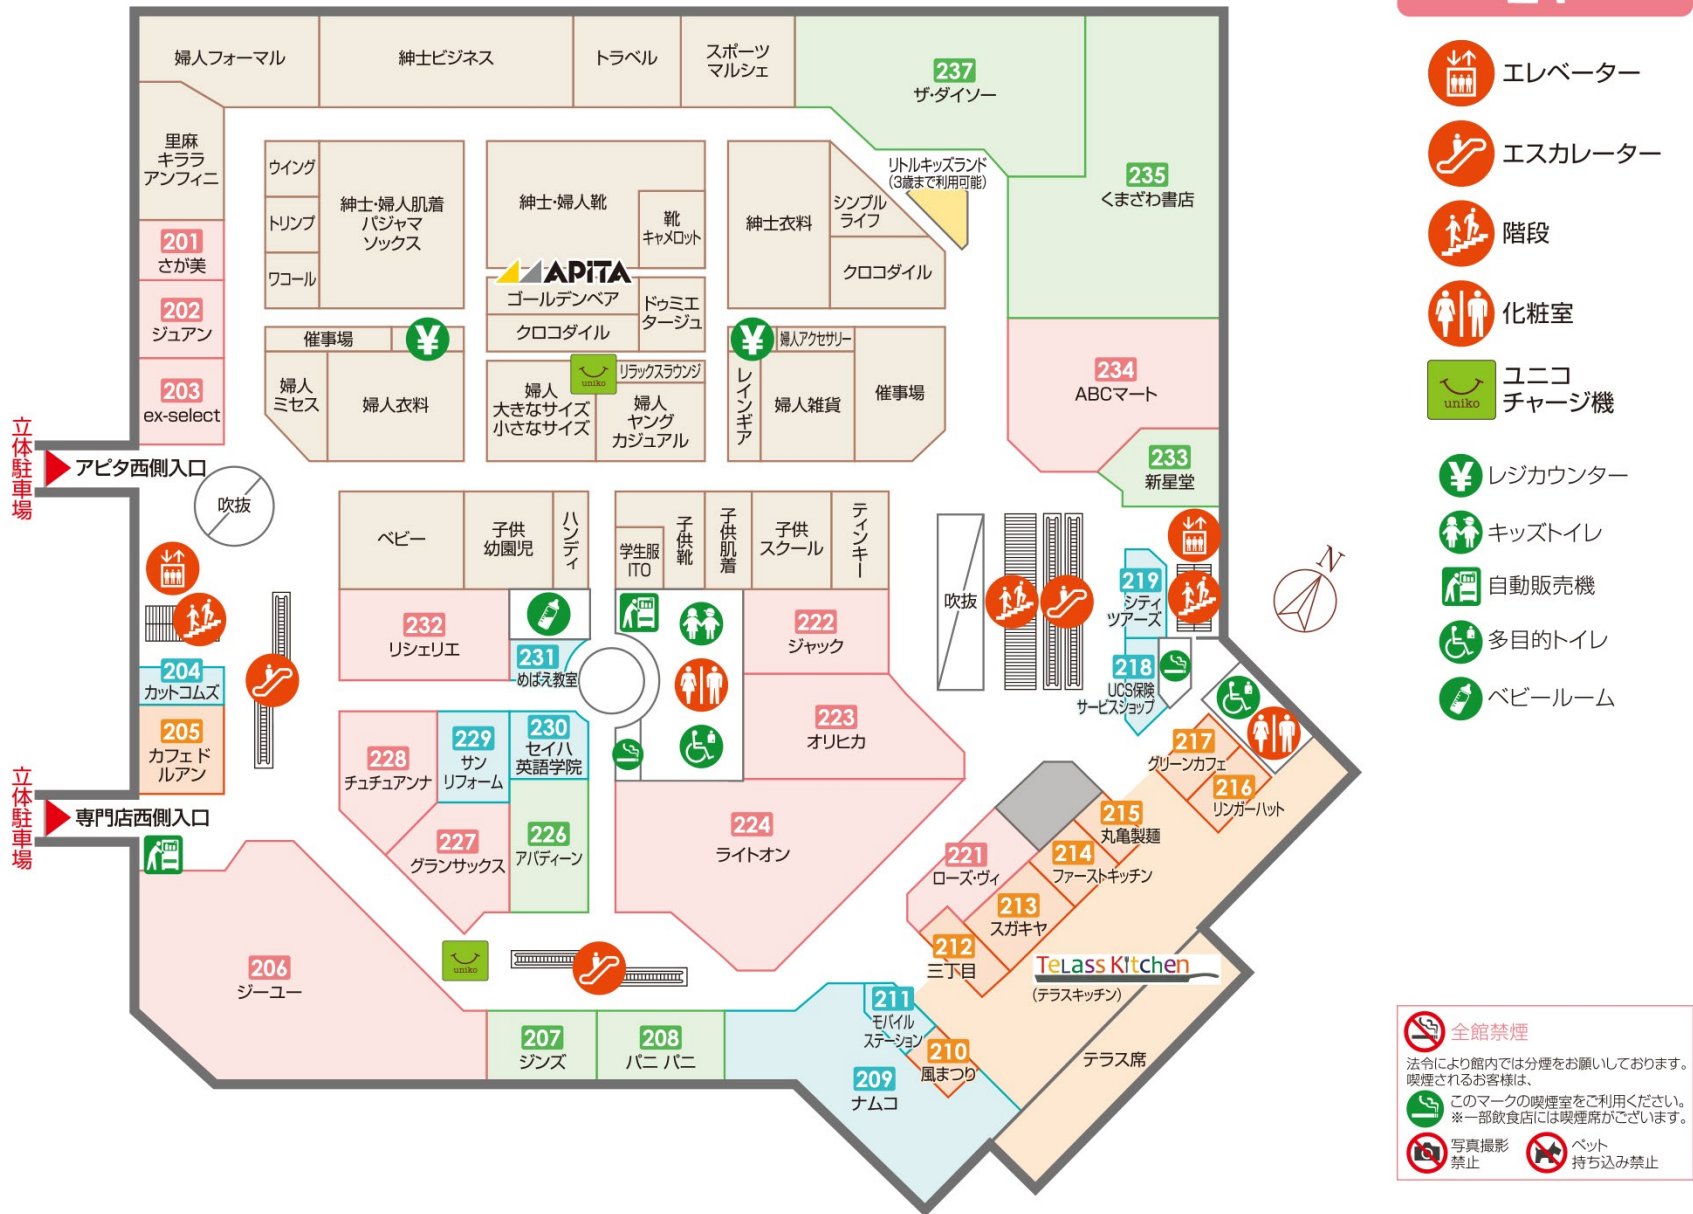 婦人フォーマル
紳士ビジネス
トラベル
スポーツ
マルシェ
237
ザ・ダイソー
235
くまざわ書店
里麻
キララ
アンフィニ
ウイング
トリンプ
ワコール
紳士・婦人肌着
パジャマ
ソックス
紳士・婦人靴
靴
キャメロット
紳士衣料
シンプル
ライフ
クロコダイル
リトルキッズランド
(3歳まで利用可能)
APiTA
ゴールデンベア
クロコダイル
ドゥミエ
タージュ
201
さが美
202
ジュアン
203
ex-select
催事場
¥
婦人
ミセス
婦人衣料
uniko
リラックスラウンジ
婦人
大きなサイズ
小さなサイズ
婦人
ヤング
カジュアル
¥
婦人アクセサリー
レインギア
婦人雑貨
催事場
234
ABCマート
233
新星堂
立体駐車場
アピタ西側入口
吹抜
ベビー
子供
幼園児
ハンディ
学生服
ITO
子供靴
子供肌着
子供
スクール
ティンキー
吹抜
219
シティ
ツアーズ
218
UCS保険
サービスショップ
N
232
リシェリエ
231
めばえ教室
222
ジャック
223
オリヒカ
204
カットコムズ
205
カフェド
ルアン
228
チュチュアンナ
229
サン
リフォーム
230
セイハ
英語学院
227
グランサックス
226
アバディーン
224
ライトオン
217
グリーンカフェ
216
リンガーハット
215
丸亀製麺
214
ファーストキッチン
221
ローズ・ヴィ
213
スガキヤ
212
三丁目
TeLass Kitchen
(テラスキッチン)
テラス席
立体駐車場
専門店西側入口
206
ジーユー
uniko
207
ジンズ
208
パニ パニ
211
モバイル
ステーション
210
風まつり
209
ナムコ
エレベーター
エスカレーター
階段
化粧室
uniko
ユニコ
チャージ機
¥
レジカウンター
キッズトイレ
自動販売機
多目的トイレ
ベビールーム
全館禁煙
法令により館内では分煙をお願いしております。
喫煙されるお客様は、
このマークの喫煙室をご利用ください。
※一部飲食店には喫煙席がございます。
写真撮影
禁止
ペット
持ち込み禁止